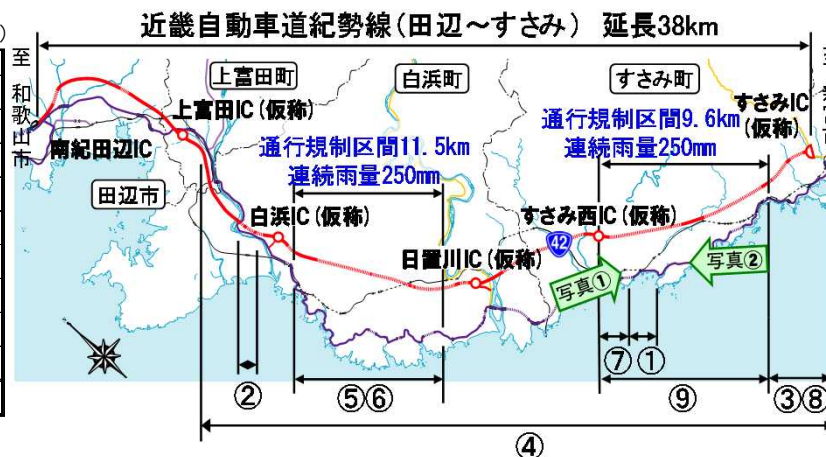 近畿自動車道紀勢線(田辺～すさみ) 延長38km
)
至 和歌山市
至
上富田町
白浜町
すさみ町
上富田IC(仮称)
すさみIC
(仮称)
南紀田辺IC
通行規制区間11.5km
連続雨量250mm
通行規制区間9.6km
連続雨量250mm
田辺市
白浜IC(仮称)
すさみ西IC(仮称)
42
日置川IC(仮称)
写真①
写真②
⑦
①
②
⑤⑥
⑨
③⑧
④